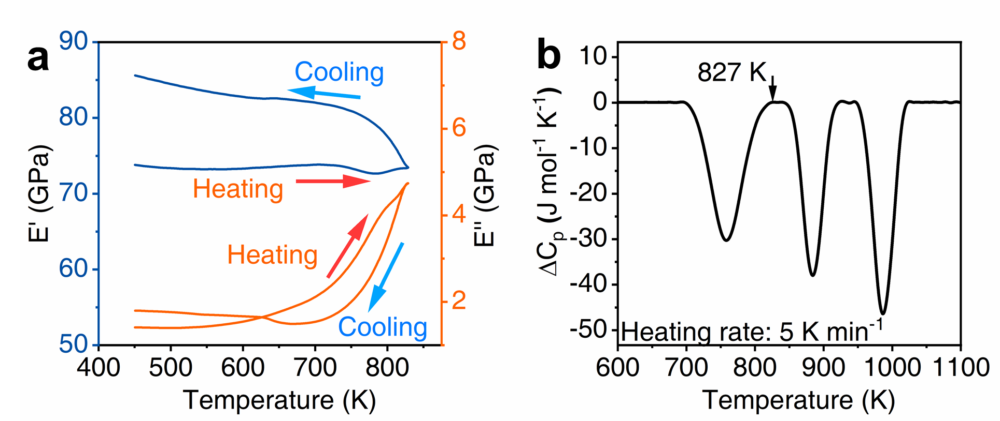 a
90
80
70
60
50
E' (GPa)
8
6
4
2
E'' (GPa)
Cooling
Heating
Heating
Cooling
400 500 600 700 800
Temperature (K)
b
10
0
-10
-20
-30
-40
-50
ΔCp (J mol-1 K-1)
827 K
Heating rate: 5 K min-1
600 700 800 900 1000 1100
Temperature (K)